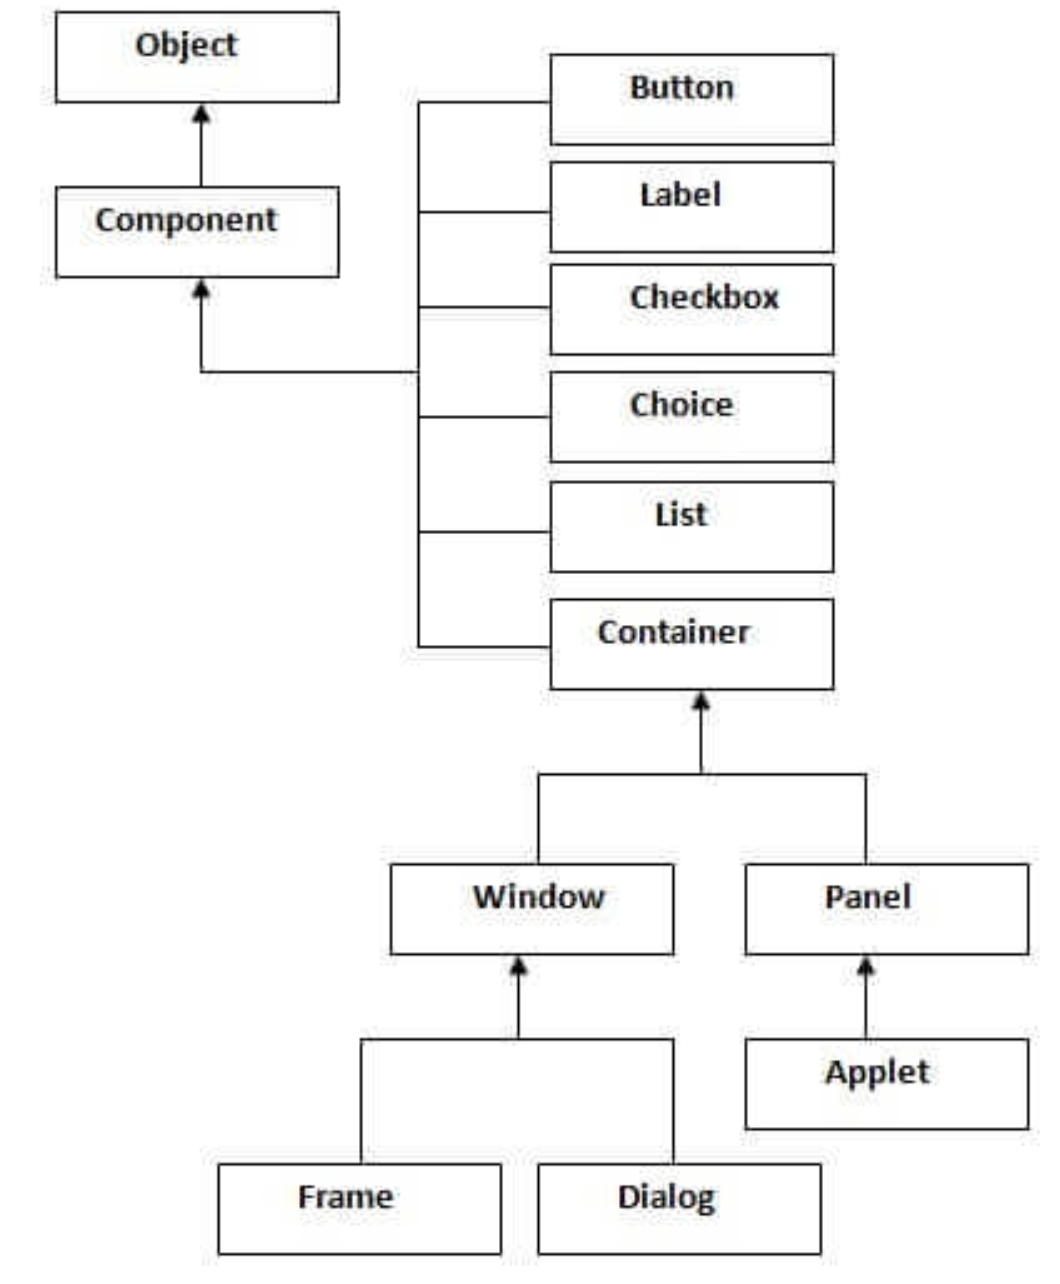 Object
Component
Button
Label
Checkbox
Choice
List
Container
Window
Panel
Applet
Frame
Dialog